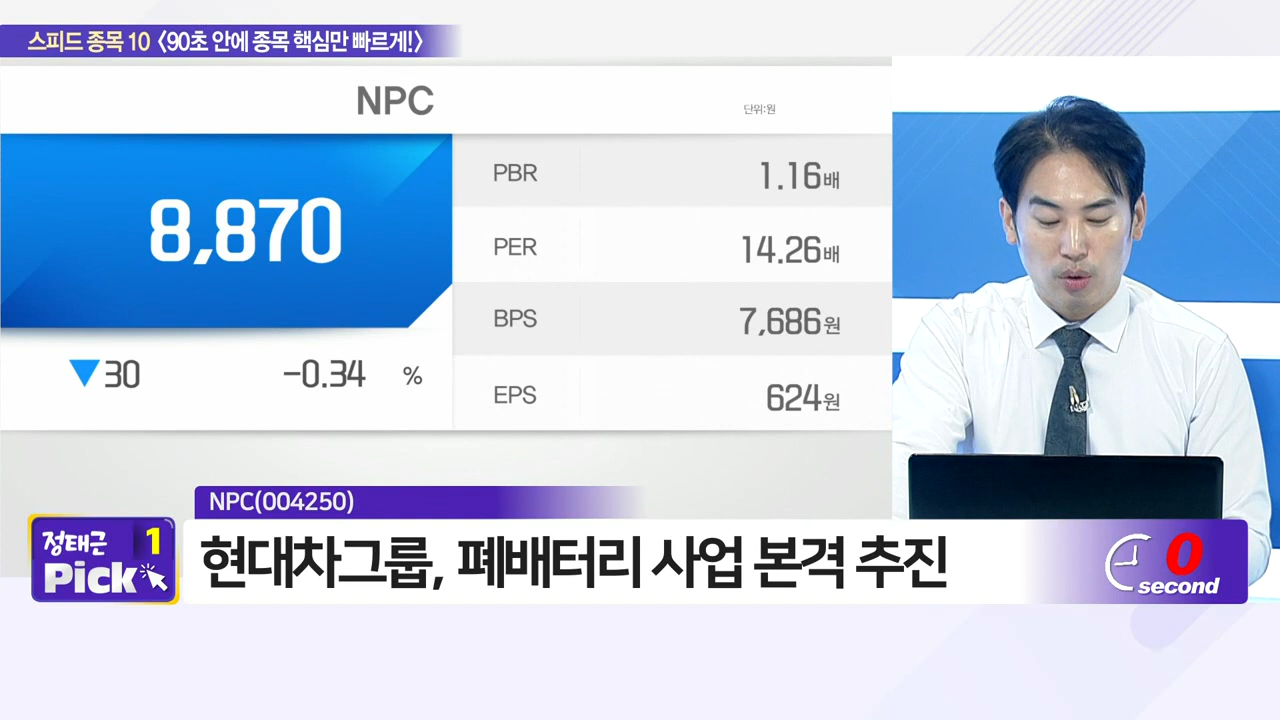 스피드 종목 10 〈90초 안에 종목 핵심만 빠르게!〉
NPC
단위:원
8,870
▼30 -0.34 %
PBR 1.16배
PER 14.26배
BPS 7,686원
EPS 624원
NPC(004250)
정태근 1
Pick
현대차그룹, 폐배터리 사업 본격 추진
0
second